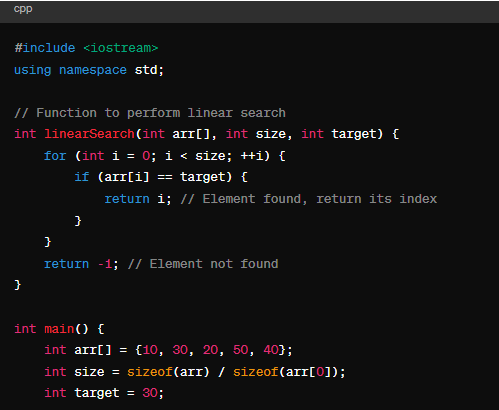 cpp
#include <iostream>
using namespace std;
// Function to perform linear search
int linearSearch(int arr[], int size, int target) {
    for (int i = 0; i < size; ++i) {
        if (arr[i] == target) {
            return i; // Element found, return its index
        }
    }
    return -1; // Element not found
}
int main() {
    int arr[] = {10, 30, 20, 50, 40};
    int size = sizeof(arr) / sizeof(arr[0]);
    int target = 30;